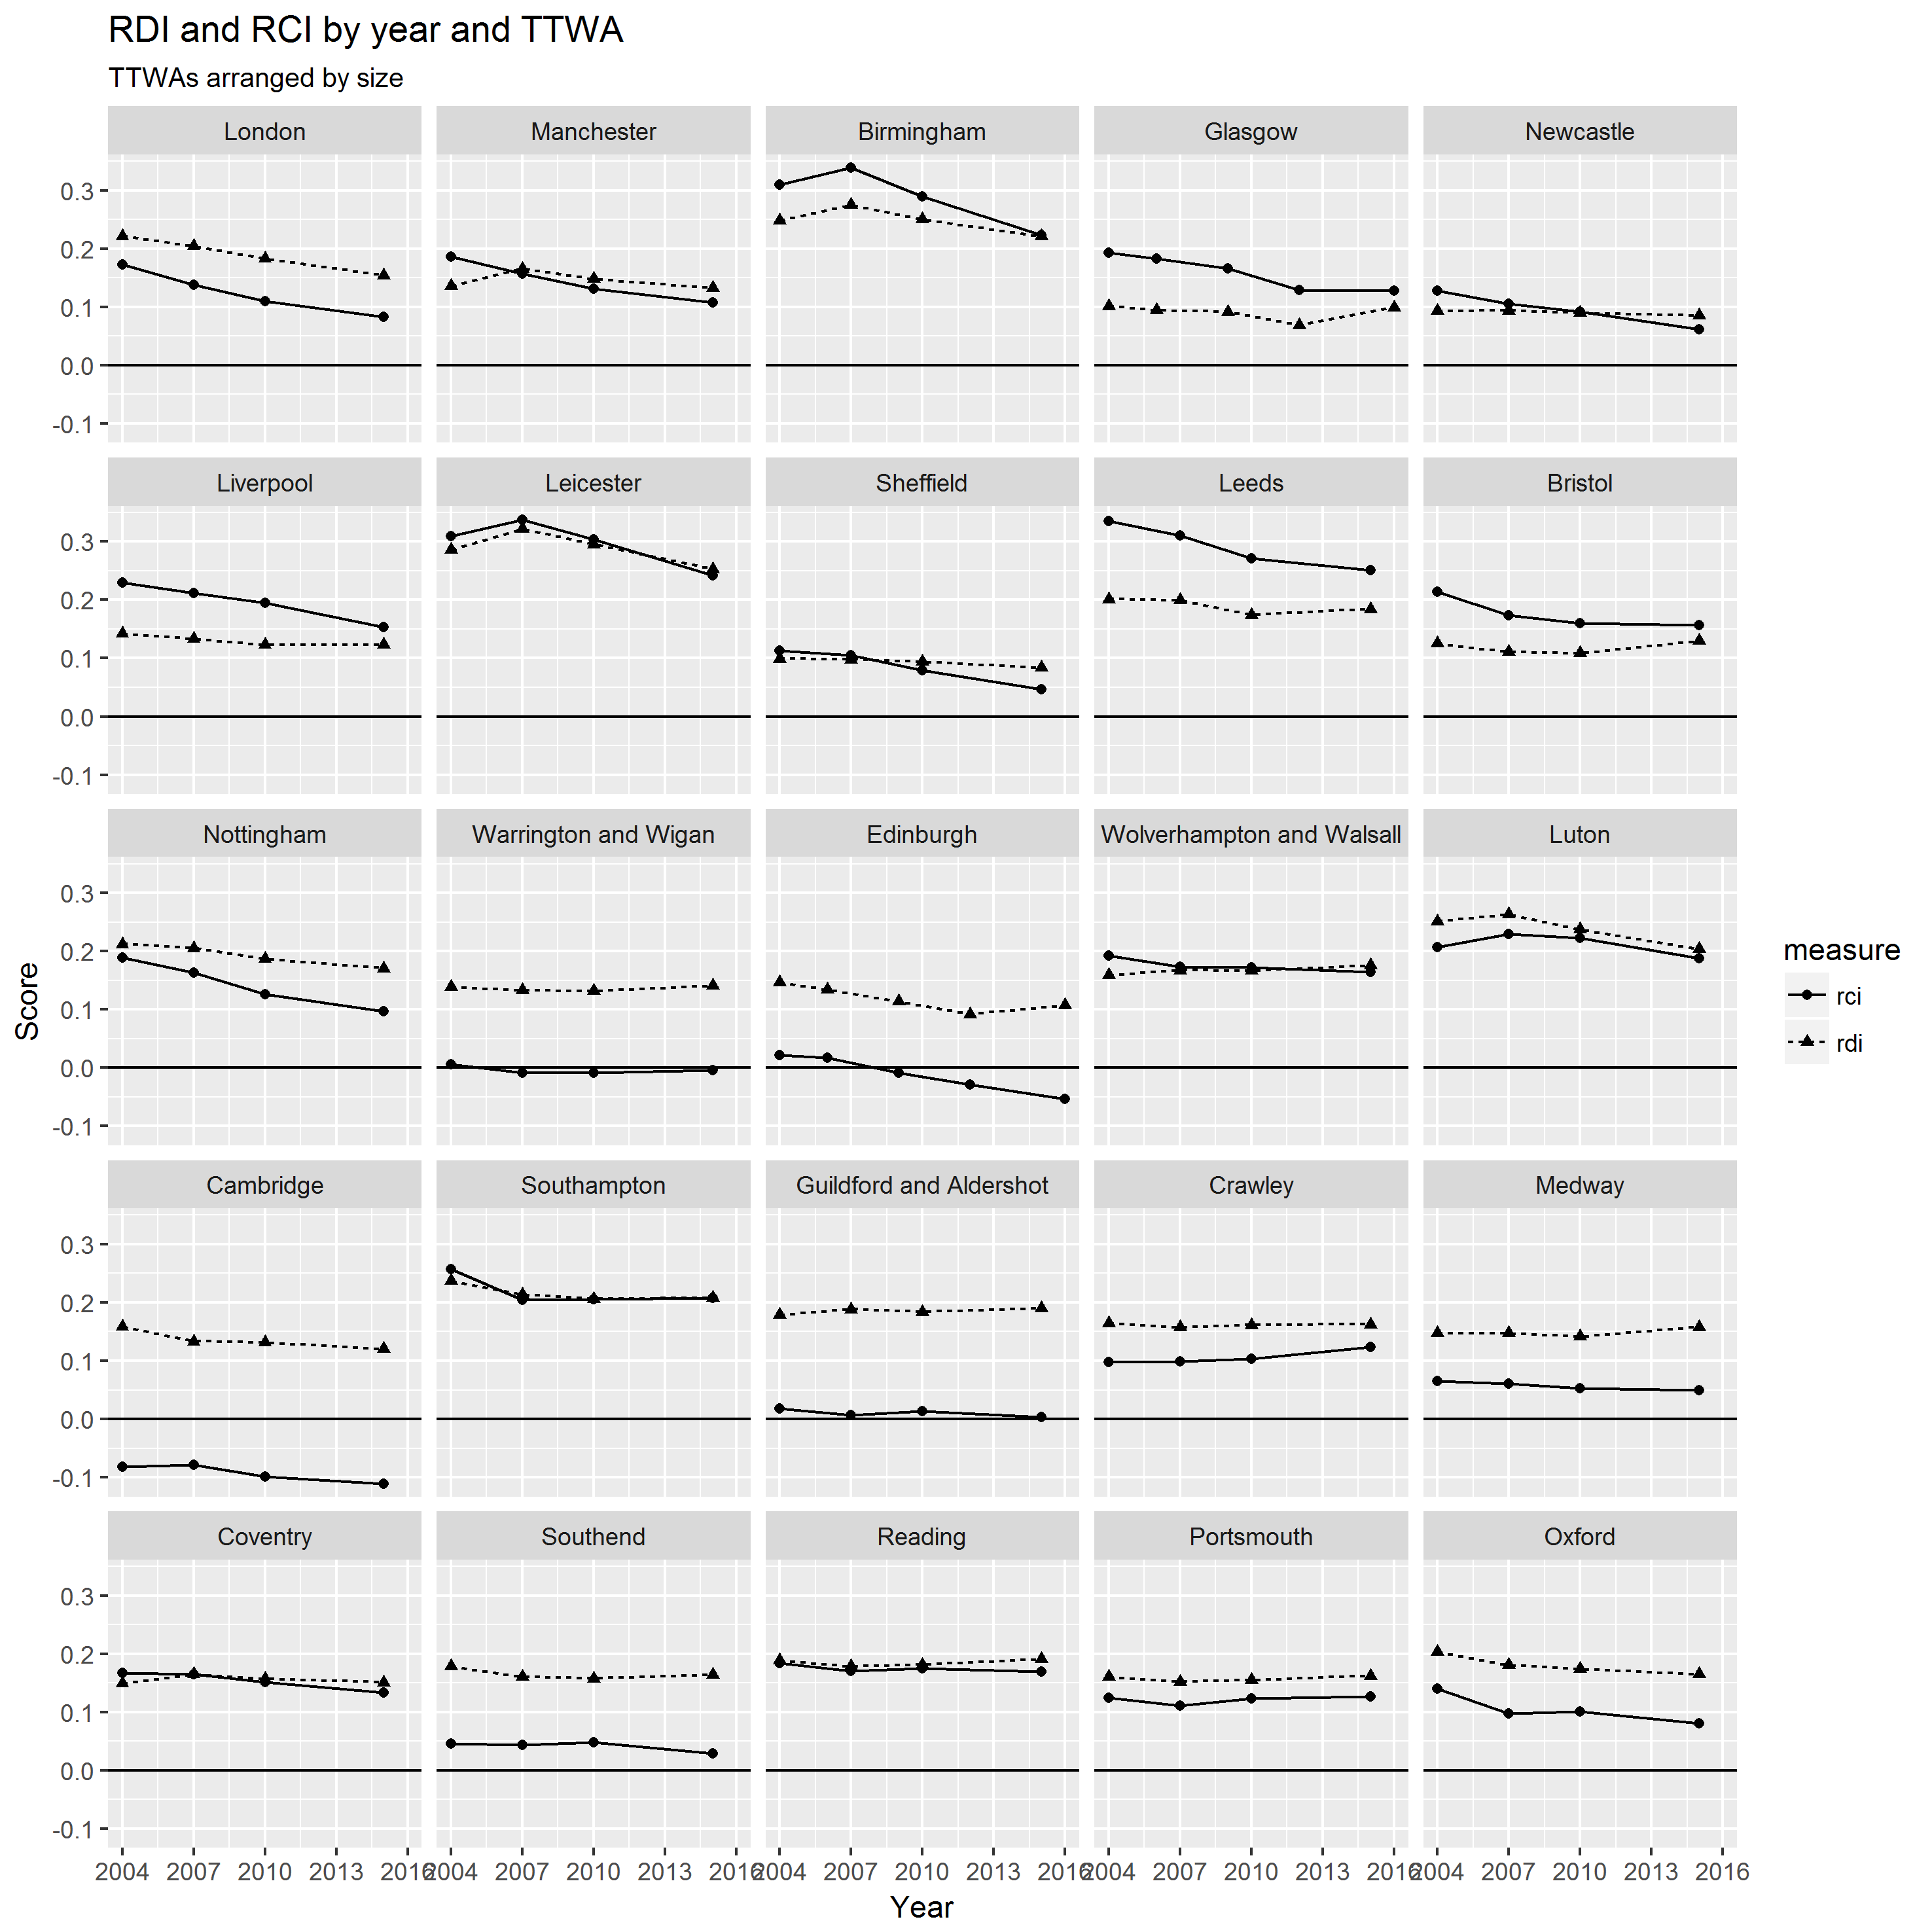 RDI and RCI by year and TTWA
TTWAs arranged by size
London Manchester Birmingham Glasgow Newcastle
0.3
0.2
0.1
0.0
-0.1
Liverpool Leicester Sheffield Leeds Bristol
0.3
0.2
0.1
0.0
-0.1
Nottingham Warrington and Wigan Edinburgh Wolverhampton and Walsall Luton
0.3
0.2
0.1
0.0
-0.1
Score
measure
rci
rdi
Cambridge Southampton Guildford and Aldershot Crawley Medway
0.3
0.2
0.1
0.0
-0.1
Coventry Southend Reading Portsmouth Oxford
0.3
0.2
0.1
0.0
-0.1
2004 2007 2010 2013 2016 2004 2007 2010 2013 2016 2004 2007 2010 2013 2016 2004 2007 2010 2013 2016 2004 2007 2010 2013 2016
Year